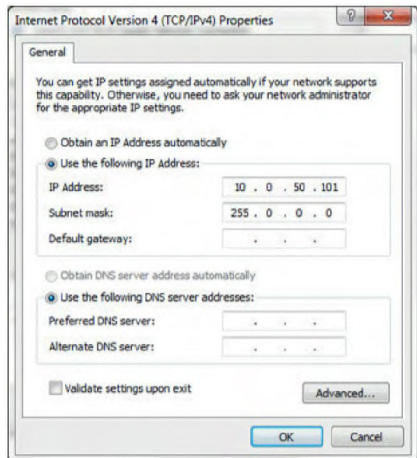 Internet Protocol Version 4 (TCP/IPv4) Properties
?
X
General
You can get IP settings assigned automatically if your network supports
this capability. Otherwise, you need to ask your network administrator
for the appropriate IP settings.
Obtain an IP Address automatically
Use the following IP Address:
IP Address: 10 . 0 . 50 . 101
Subnet mask: 255 . 0 . 0 . 0
Default gateway: . . .
Obtain DNS server address automatically
Use the following DNS server addresses:
Preferred DNS server: . . .
Alternate DNS server: . . .
Validate settings upon exit
Advanced...
OK Cancel